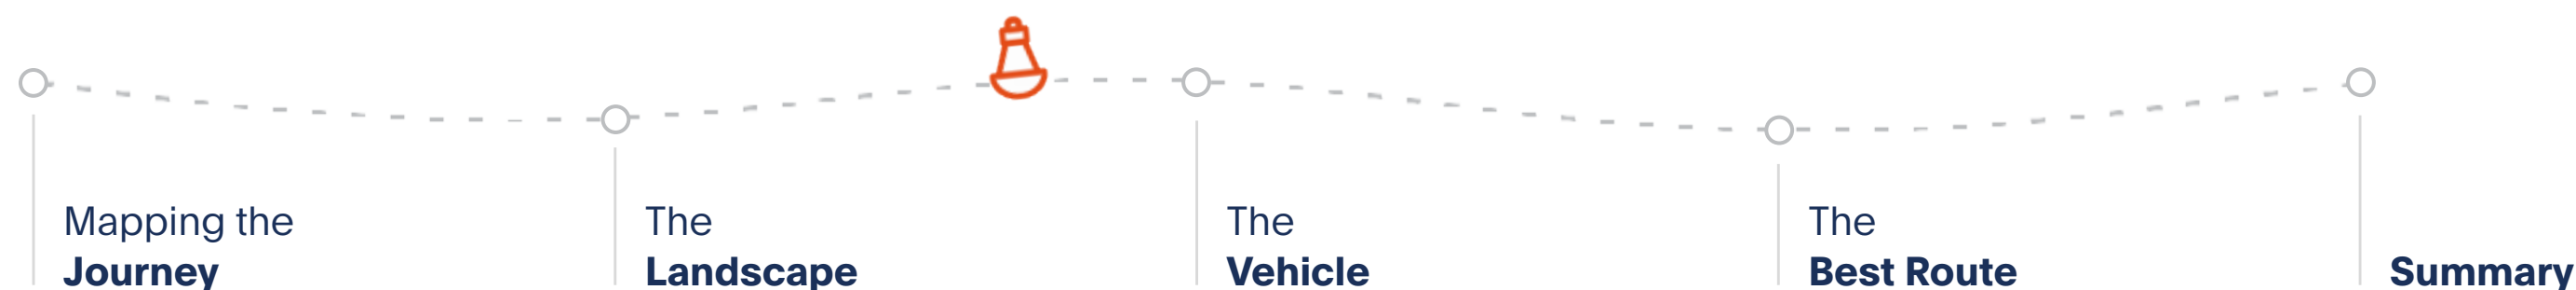 Mapping the
Journey
The
Landscape
The
Vehicle
The
Best Route
Summary